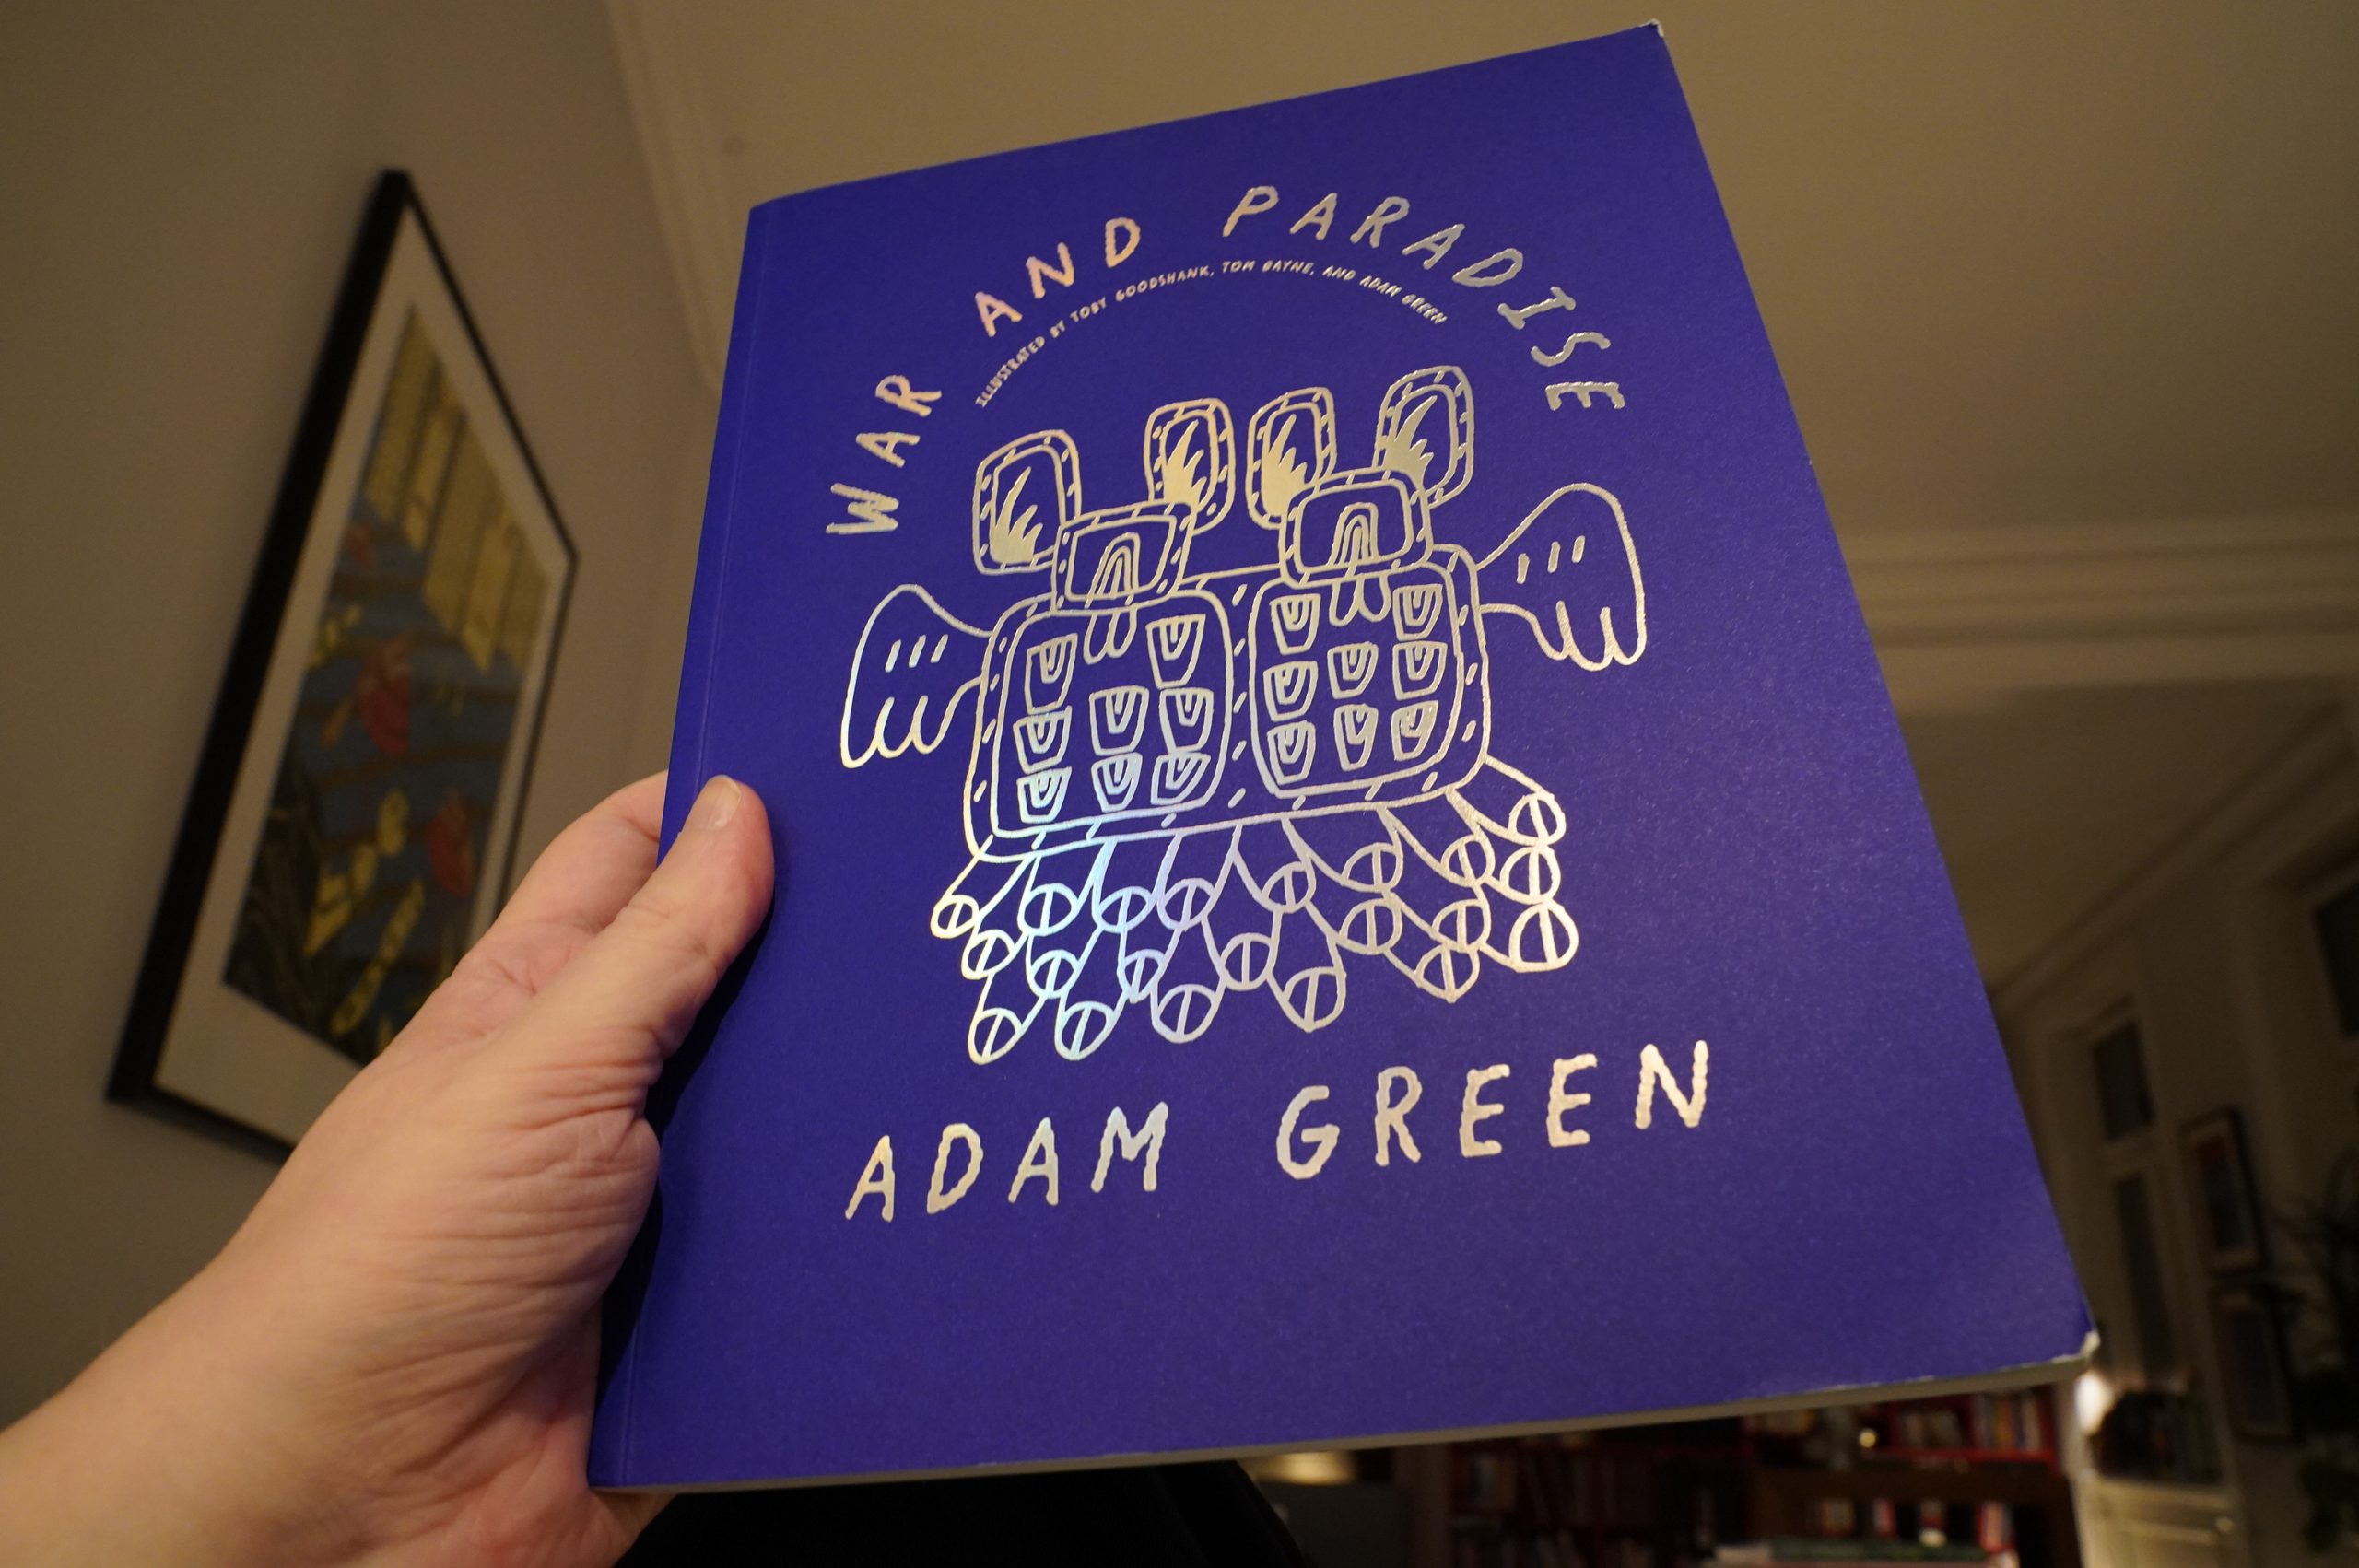 WAR AND PARADISE
ILLUSTRATED BY TOBY GOODSHANK, TOM BAYNE, AND ADAM GREEN
ADAM GREEN